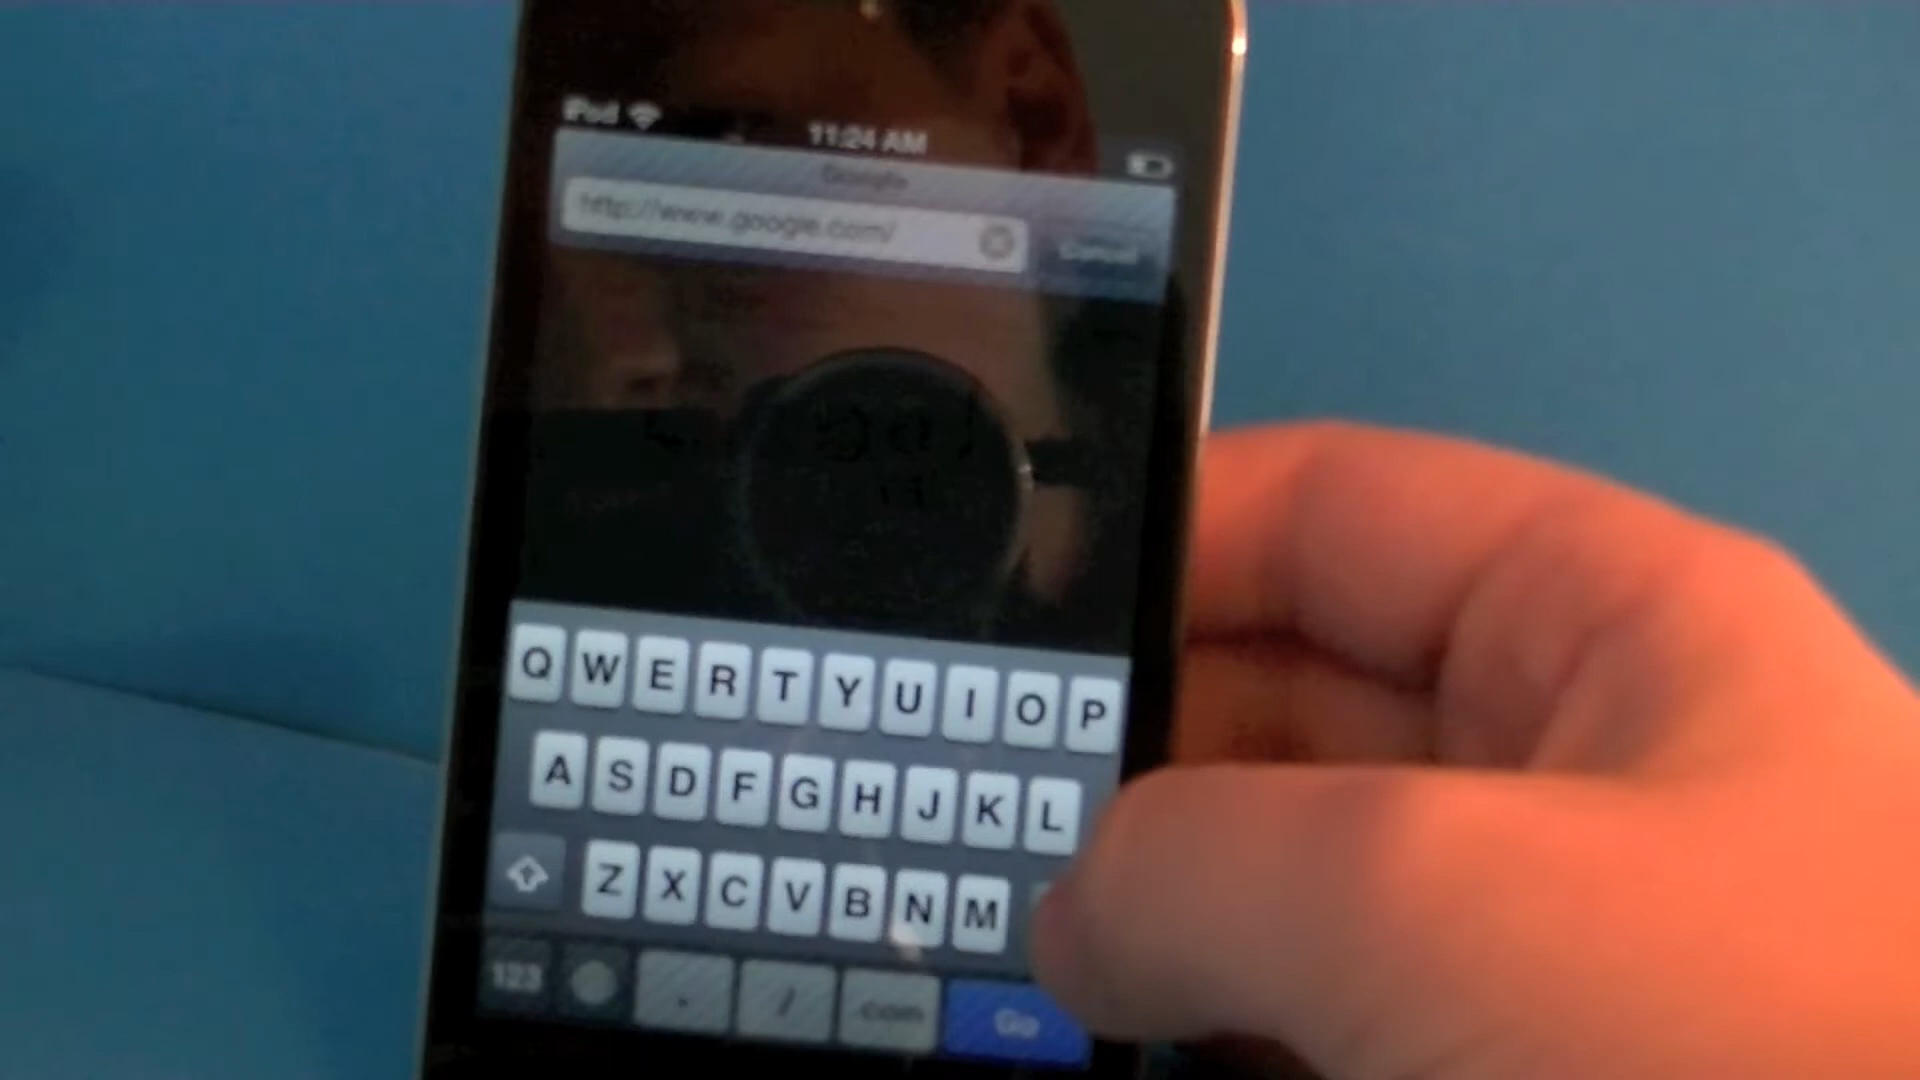 iPod 11:24 AM
Google
http://www.google.com/ Cancel
Q W E R T Y U I O P
A S D F G H J K L
Z X C V B N M
123 . / .com Go